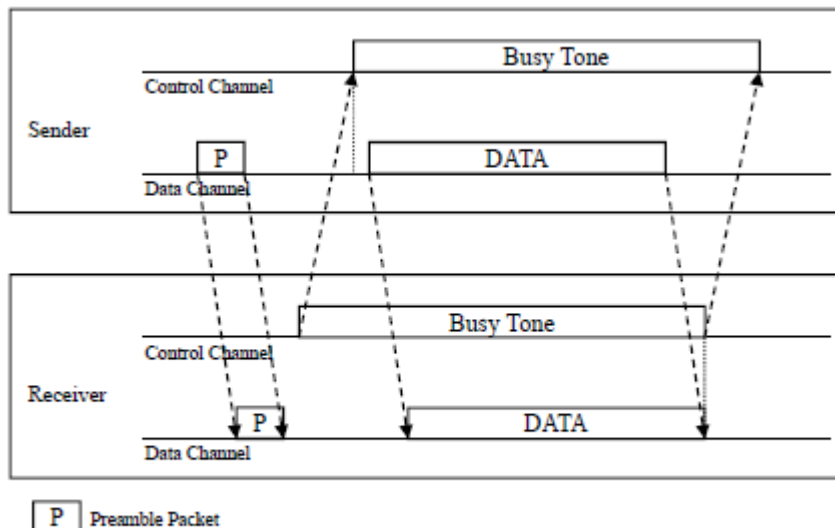 Busy Tone
Control Channel
Sender
P
DATA
Data Channel
Busy Tone
Control Channel
Receiver
P
DATA
Data Channel
P Preamble Packet